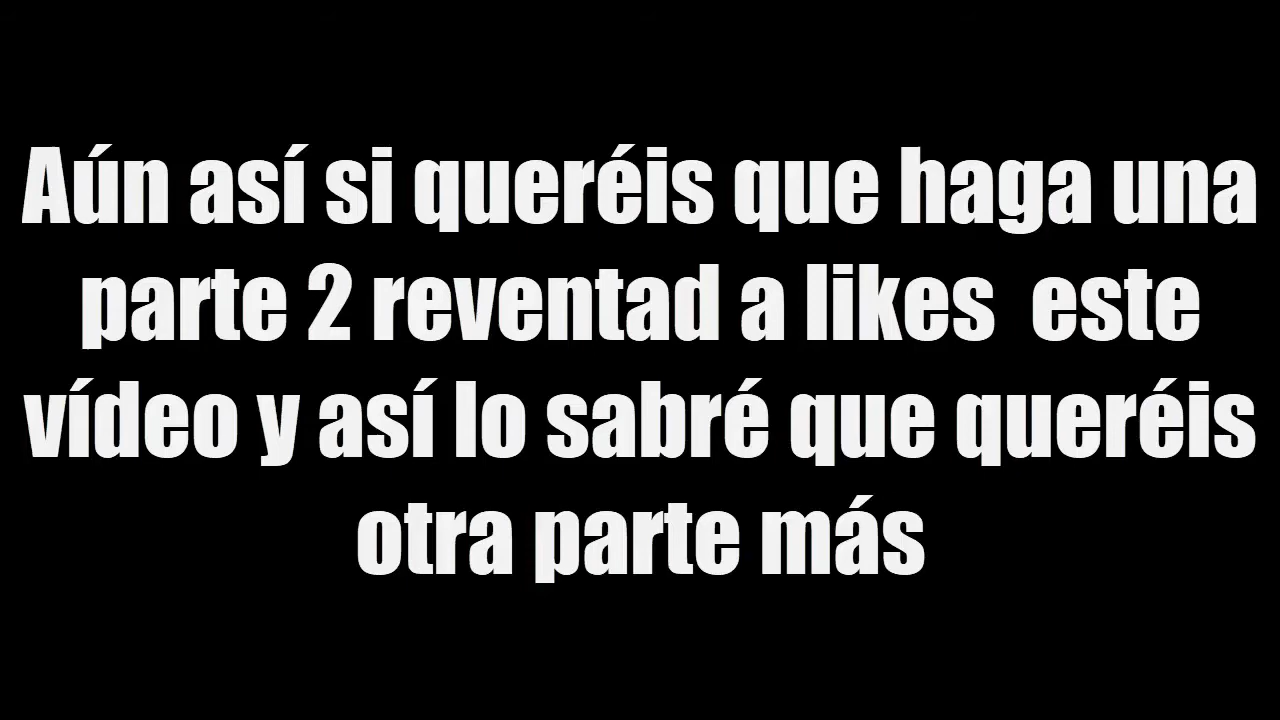 Aún así si queréis que haga una
parte 2 reventad a likes  este
vídeo y así lo sabré que queréis
otra parte más